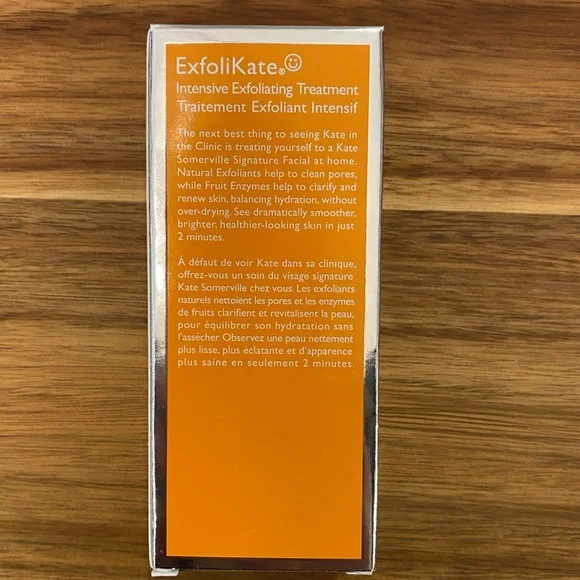 ExfoliKate®
Intensive Exfoliating Treatment
Traitement Exfoliant Intensif
The next best thing to seeing Kate in
the Clinic is treating yourself to a Kate
Somerville Signature Facial at home.
Natural Exfoliants help to clean pores,
while Fruit Enzymes help to clarify and
renew skin, balancing hydration, without
over-drying. See dramatically smoother,
brighter, healthier-looking skin in just
2 minutes.
À défaut de voir Kate dans sa clinique,
offrez-vous un soin du visage signature
Kate Somerville chez vous. Les exfoliants
naturels nettoient les pores et les enzymes
de fruits clarifient et revitalisent la peau,
pour équilibrer son hydratation sans
l'assécher. Observez une peau nettement
plus lisse, plus éclatante et d'apparence
plus saine en seulement 2 minutes.